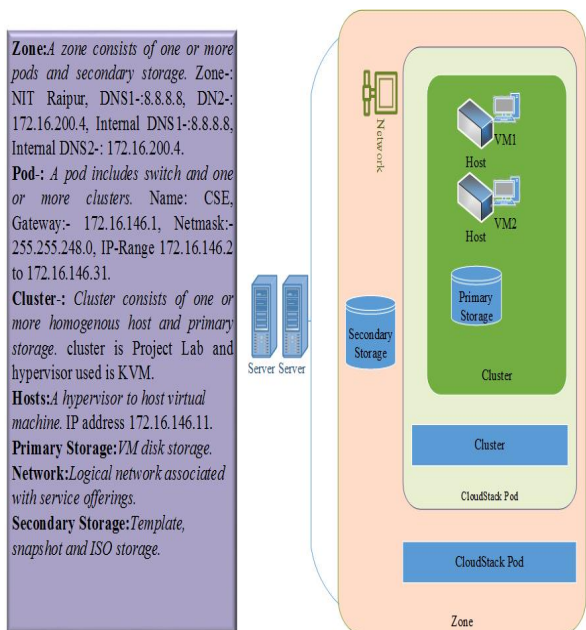 Zone:A zone consists of one or more
pods and secondary storage. Zone-:
NIT Raipur, DNS1-:8.8.8.8, DN2-:
172.16.200.4, Internal DNS1-:8.8.8.8,
Internal DNS2-: 172.16.200.4.
Pod-: A pod includes switch and one
or more clusters. Name: CSE,
Gateway:- 172.16.146.1, Netmask:-
255.255.248.0, IP-Range 172.16.146.2
to 172.16.146.31.
Cluster-: Cluster consists of one or
more homogenous host and primary
storage. cluster is Project Lab and
hypervisor used is KVM.
Hosts:A hypervisor to host virtual
machine. IP address 172.16.146.11.
Primary Storage:VM disk storage.
Network:Logical network associated
with service offerings.
Secondary Storage:Template,
snapshot and ISO storage.
Server Server
Network
Secondary
Storage
VM1
Host
VM2
Host
Primary
Storage
Cluster
Cluster
CloudStack Pod
CloudStack Pod
Zone